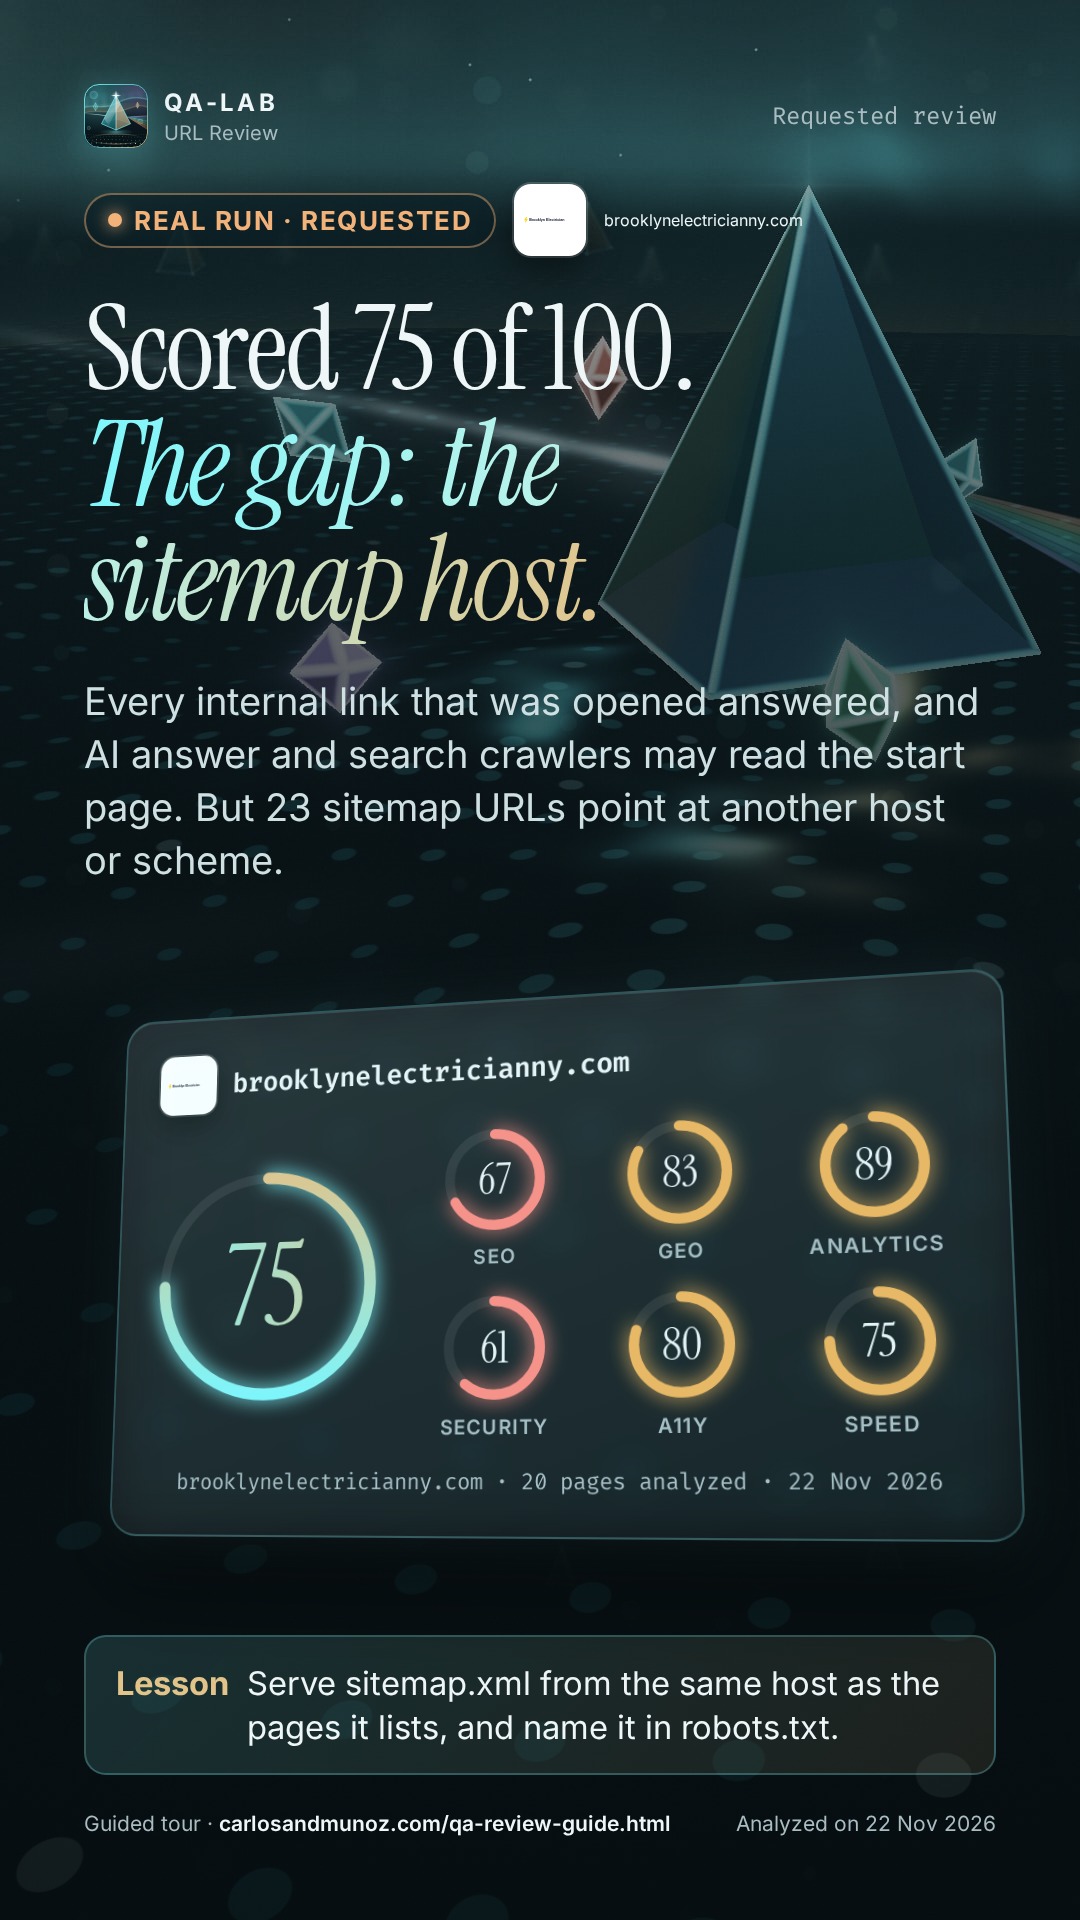 QA-LAB
URL Review
Requested review
REAL RUN · REQUESTED
Brooklyn Electrician
brooklynelectricianny.com
Scored 75 of 100.
The gap: the
sitemap host.
Every internal link that was opened answered, and
AI answer and search crawlers may read the start
page. But 23 sitemap URLs point at another host
or scheme.
Brooklyn Electrician
brooklynelectricianny.com
75
67
SEO
83
GEO
89
ANALYTICS
61
SECURITY
80
A11Y
75
SPEED
brooklynelectricianny.com · 20 pages analyzed · 22 Nov 2026
Lesson Serve sitemap.xml from the same host as the
pages it lists, and name it in robots.txt.
Guided tour · carlosandmunoz.com/qa-review-guide.html
Analyzed on 22 Nov 2026